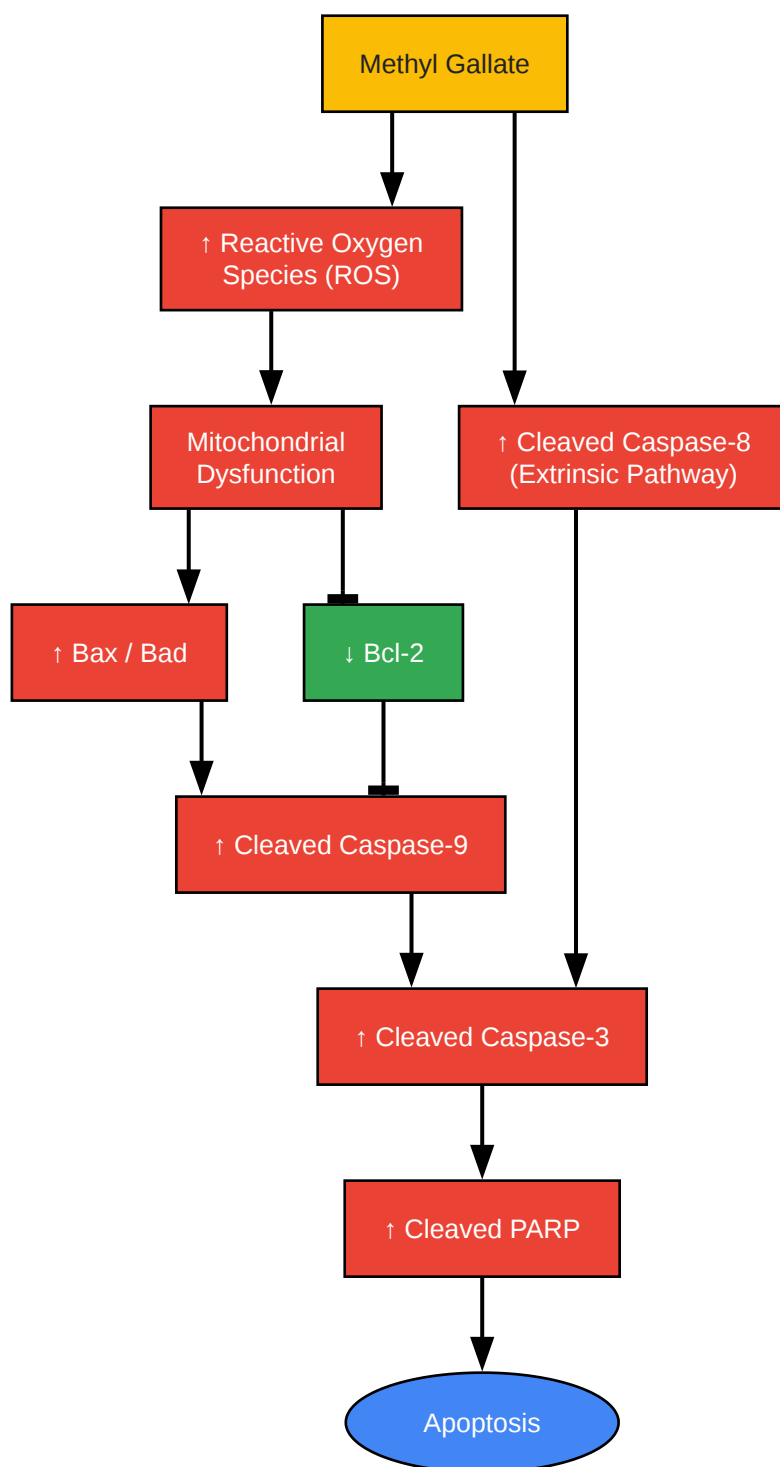 Methyl Gallate
↑ Reactive Oxygen
Species (ROS)
Mitochondrial
Dysfunction
↑ Cleaved Caspase-8
(Extrinsic Pathway)
↑ Bax / Bad
↓ Bcl-2
↑ Cleaved Caspase-9
↑ Cleaved Caspase-3
↑ Cleaved PARP
Apoptosis